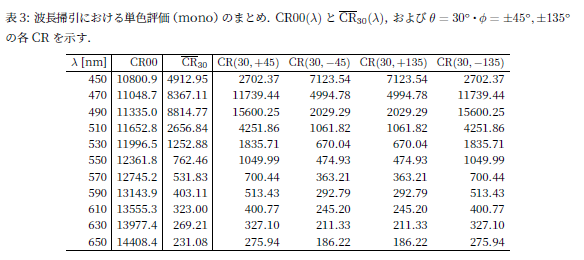 表 3: 波長掃引における単色評価 (mono) のまとめ. CR00(λ) と CR̅₃₀(λ), および θ = 30°・ϕ = ±45°, ±135°
の各 CR を示す.
λ [nm] CR00 CR̅₃₀ CR(30, +45) CR(30, −45) CR(30, +135) CR(30, −135)
450 10800.9 4912.95 2702.37 7123.54 7123.54 2702.37
470 11048.7 8367.11 11739.44 4994.78 4994.78 11739.44
490 11335.0 8814.77 15600.25 2029.29 2029.29 15600.25
510 11652.8 2656.84 4251.86 1061.82 1061.82 4251.86
530 11996.5 1252.88 1835.71 670.04 670.04 1835.71
550 12361.8 762.46 1049.99 474.93 474.93 1049.99
570 12745.2 531.83 700.44 363.21 363.21 700.44
590 13143.9 403.11 513.43 292.79 292.79 513.43
610 13555.3 323.00 400.77 245.20 245.20 400.77
630 13977.4 269.21 327.10 211.33 211.33 327.10
650 14408.4 231.08 275.94 186.22 186.22 275.94